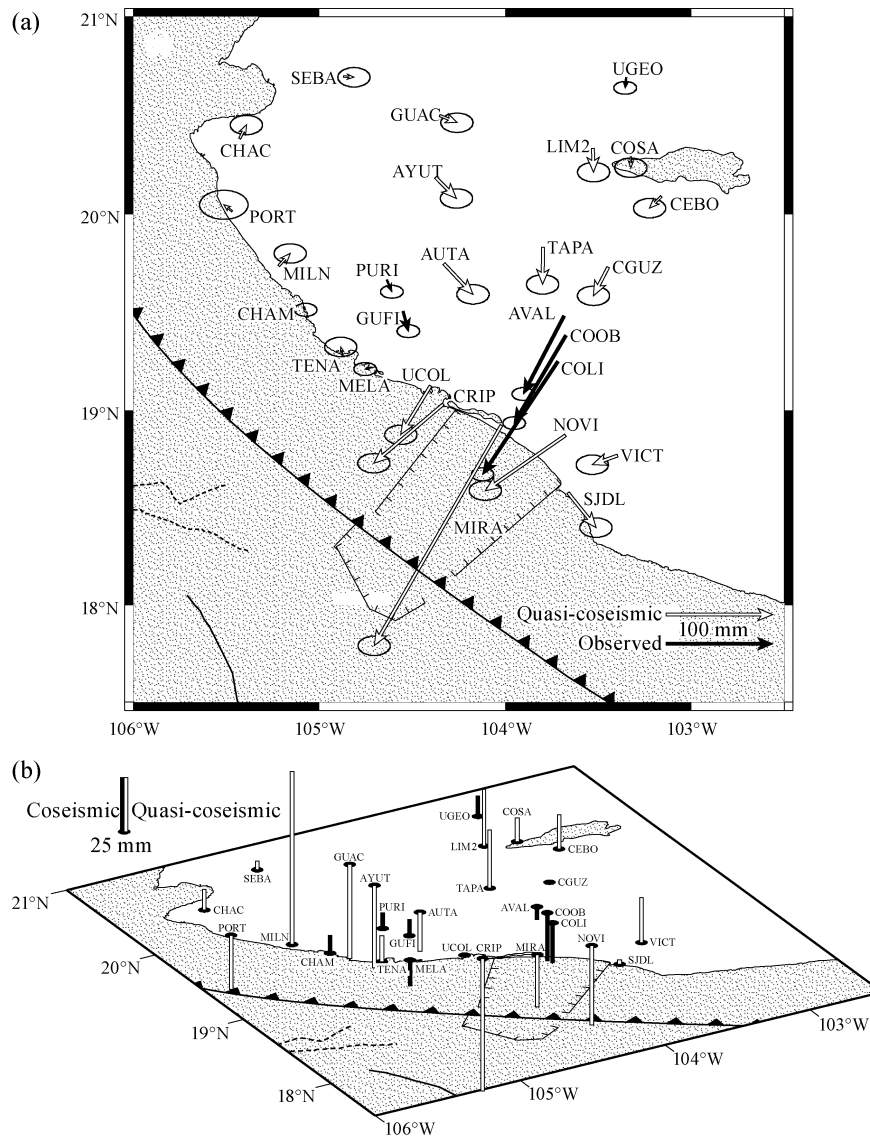 (a)
21°N
20°N
19°N
18°N
106°W
105°W
104°W
103°W
SEBA
UGEO
GUAC
CHAC
LIM2
COSA
AYUT
PORT
CEBO
AUTA
TAPA
MILN
PURI
CGUZ
CHAM
GUFI
AVAL
COOB
TENA
COLI
MELA
UCOL
CRIP
NOVI
VICT
SJDL
MIRA
Quasi-coseismic
100 mm
Observed
(b)
Coseismic
Quasi-coseismic
25 mm
21°N
20°N
19°N
18°N
106°W
105°W
104°W
103°W
UGEO
COSA
LIM2
CEBO
SEBA
GUAC
AYUT
TAPA
CGUZ
CHAC
PURI
AUTA
AVAL
COOB
COLI
PORT
MILN
GUFI
CHAM
TENA
MELA
UCOL
CRIP
MIRA
NOVI
VICT
SJDL